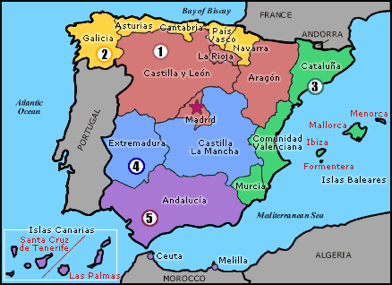 Bay of Biscay
FRANCE
ANDORRA
Asturias
Cantabria
País
Vasco
Galicia
Navarra
1
2
La Rioja
Cataluña
Castilla y León
Aragón
3
Atlantic
Ocean
Madrid
Menorca
Mallorca
PORTUGAL
Extremadura
Castilla
La Mancha
Comunidad
Valenciana
Ibiza
Formentera
4
Islas Baleares
Murcia
Andalucía
5
Mediterranean Sea
Islas Canarias
Santa Cruz
de Tenerife
Las Palmas
Ceuta
Melilla
ALGERIA
MOROCCO